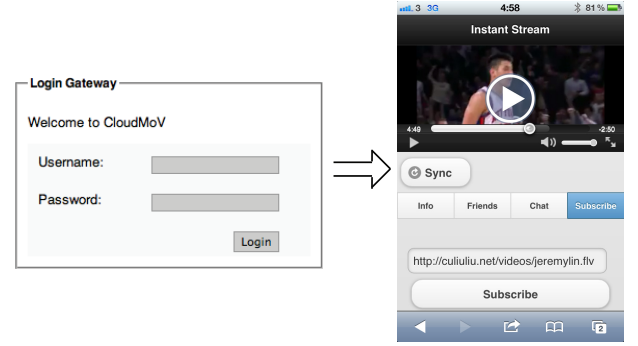 Login Gateway
Welcome to CloudMoV
Username:
Password:
Login
3 3G 4:58 81%
Instant Stream
4:49 -2:50
Sync
Info Friends Chat Subscribe
http://culiuliu.net/videos/jeremylin.flv
Subscribe
2